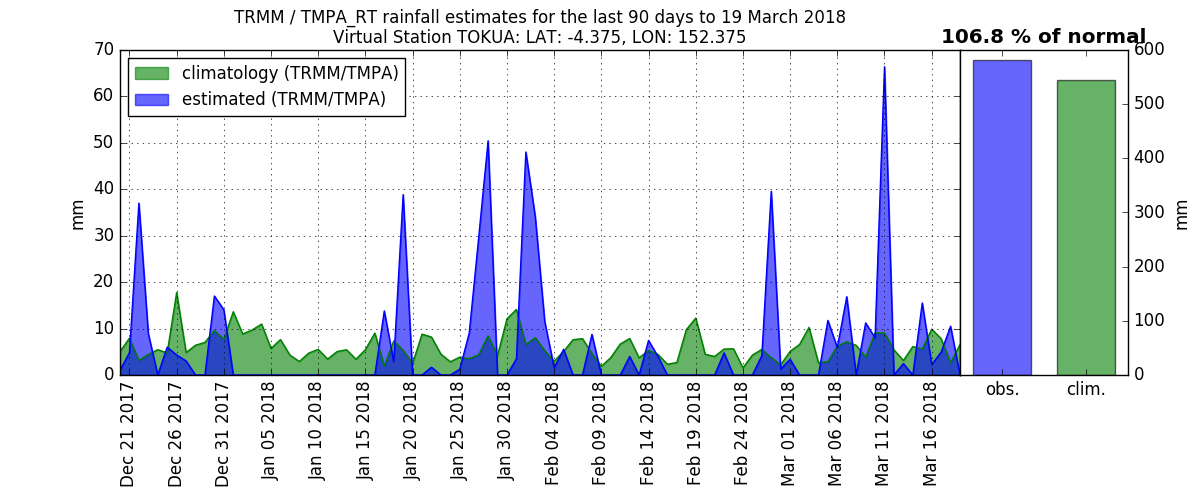 TRMM / TMPA_RT rainfall estimates for the last 90 days to 19 March 2018
Virtual Station TOKUA: LAT: -4.375, LON: 152.375
106.8 % of normal
climatology (TRMM/TMPA)
estimated (TRMM/TMPA)
70
60
50
40
30
20
10
0
mm
600
500
400
300
200
100
0
mm
obs.
clim.
Dec 21 2017
Dec 26 2017
Dec 31 2017
Jan 05 2018
Jan 10 2018
Jan 15 2018
Jan 20 2018
Jan 25 2018
Jan 30 2018
Feb 04 2018
Feb 09 2018
Feb 14 2018
Feb 19 2018
Feb 24 2018
Mar 01 2018
Mar 06 2018
Mar 11 2018
Mar 16 2018